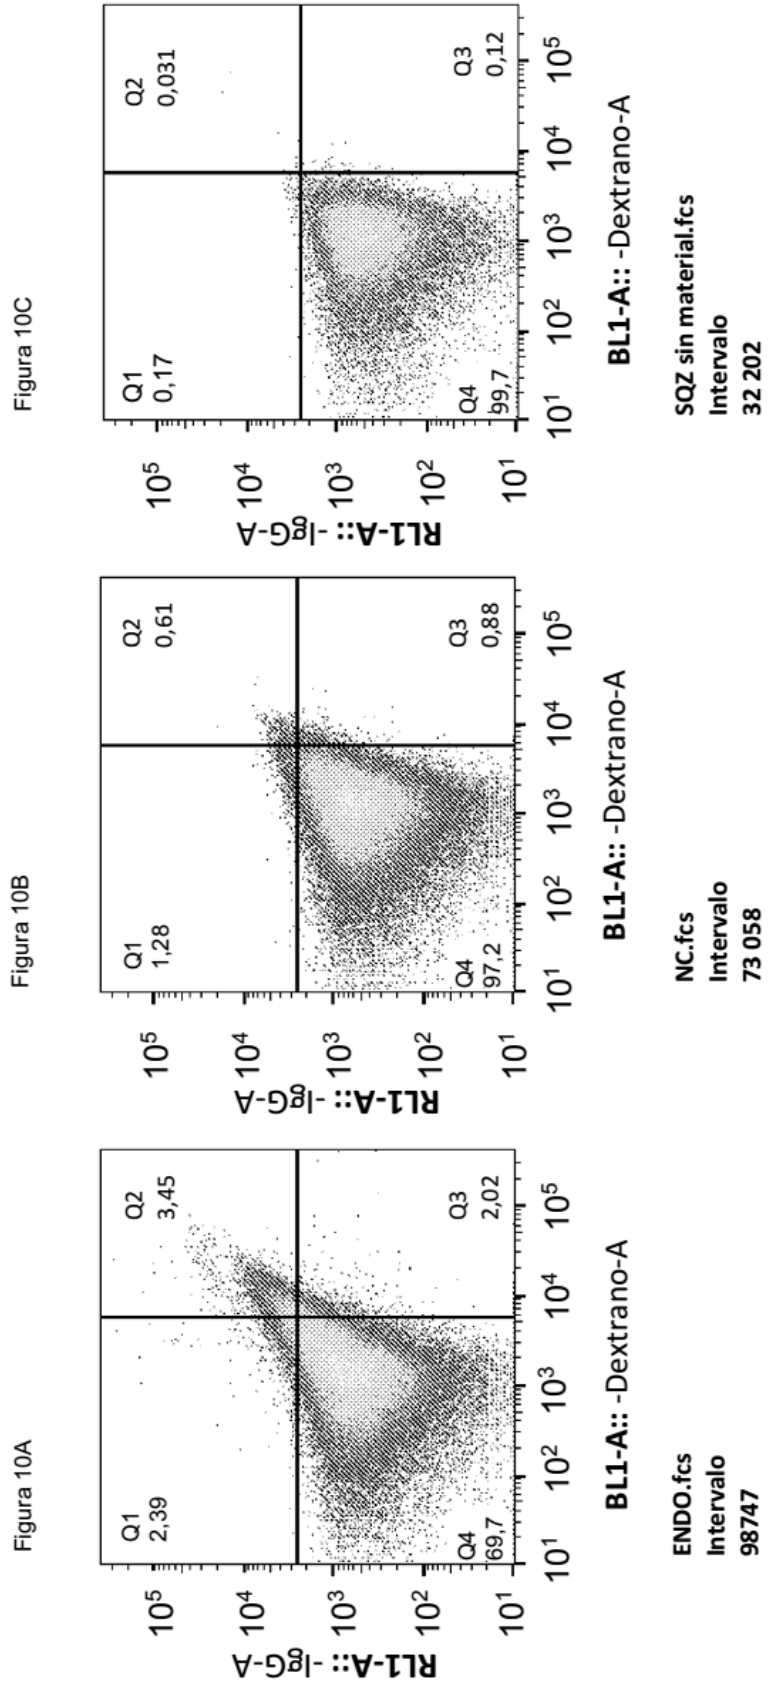 Figura 10A
RL1-A:: -IgG-A
10⁵
10⁴
10³
10²
10¹
Q1
2,39
Q2
3,45
Q3
2,02
Q4
69,7
10¹
10²
10³
10⁴
10⁵
BL1-A:: -Dextrano-A
ENDO.fcs
Intervalo
98747
Figura 10B
RL1-A:: -IgG-A
10⁵
10⁴
10³
10²
10¹
Q1
1,28
Q2
0,61
Q3
0,88
Q4
97,2
10¹
10²
10³
10⁴
10⁵
BL1-A:: -Dextrano-A
NC.fcs
Intervalo
73 058
Figura 10C
RL1-A:: -IgG-A
10⁵
10⁴
10³
10²
10¹
Q1
0,17
Q2
0,031
Q3
0,12
Q4
99,7
10¹
10²
10³
10⁴
10⁵
BL1-A:: -Dextrano-A
SQZ sin material.fcs
Intervalo
32 202